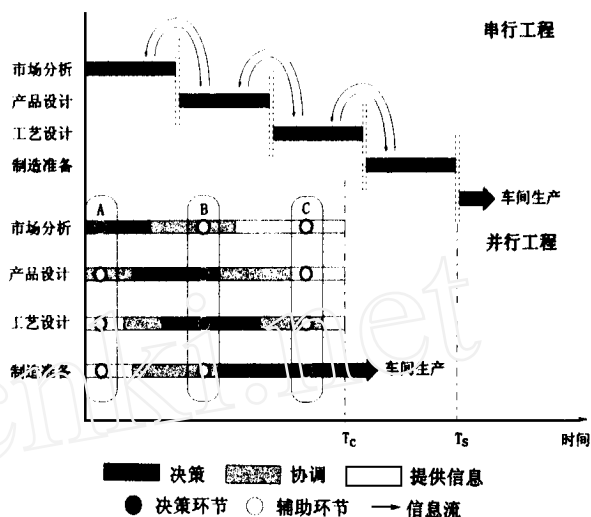 串行工程
市场分析
产品设计
工艺设计
制造准备
车间生产
A B C
市场分析
并行工程
产品设计
工艺设计
制造准备
车间生产
Tc Ts 时间
决策 协调 提供信息
决策环节 辅助环节 信息流
enki.net